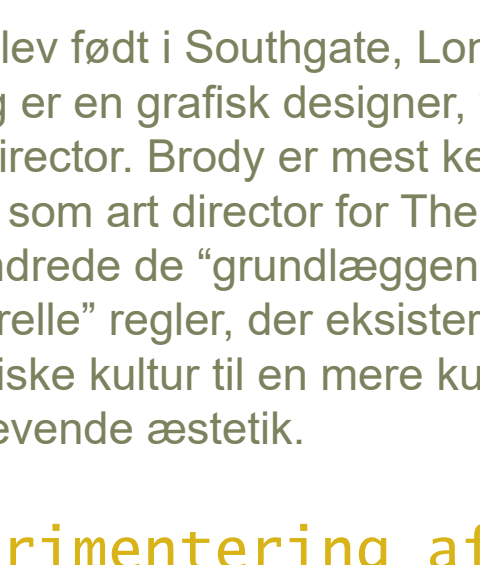 lev født i Southgate, Lon
g er en grafisk designer,
irector. Brody er mest ke
som art director for The
ndrede de “grundlæggen
relle” regler, der eksister
iske kultur til en mere ku
evende æstetik.
rimentering af